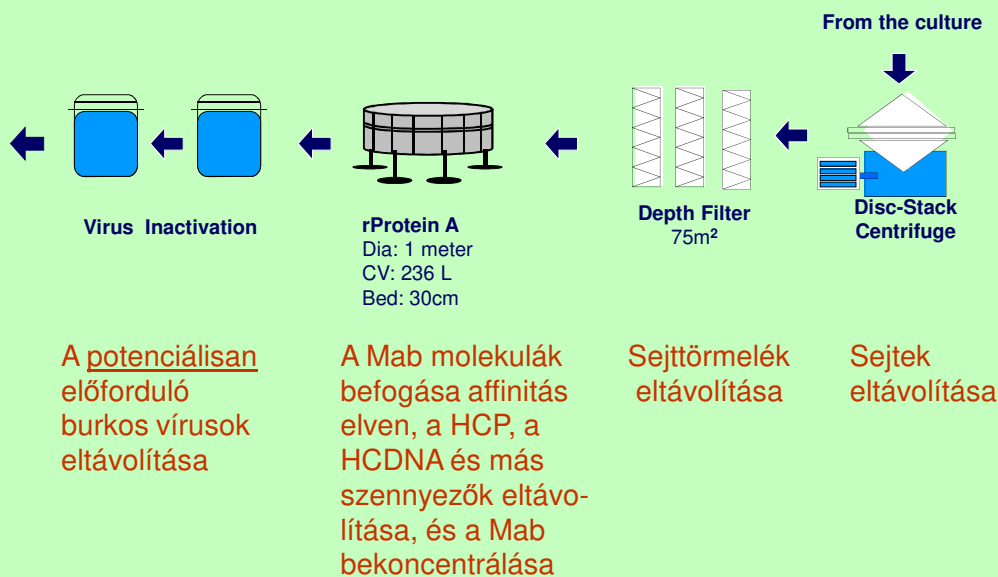 From the culture
Virus Inactivation
rProtein A
Dia: 1 meter
CV: 236 L
Bed: 30cm
Depth Filter
75m²
Disc-Stack
Centrifuge
A potenciálisan
előforduló
burkos vírusok
eltávolítása
A Mab molekulák
befogása affinitás
elven, a HCP, a
HCDNA és más
szennyezők eltávo-
lítása, és a Mab
bekoncentrálása
Sejttörmelék
eltávolítása
Sejtek
eltávolítása